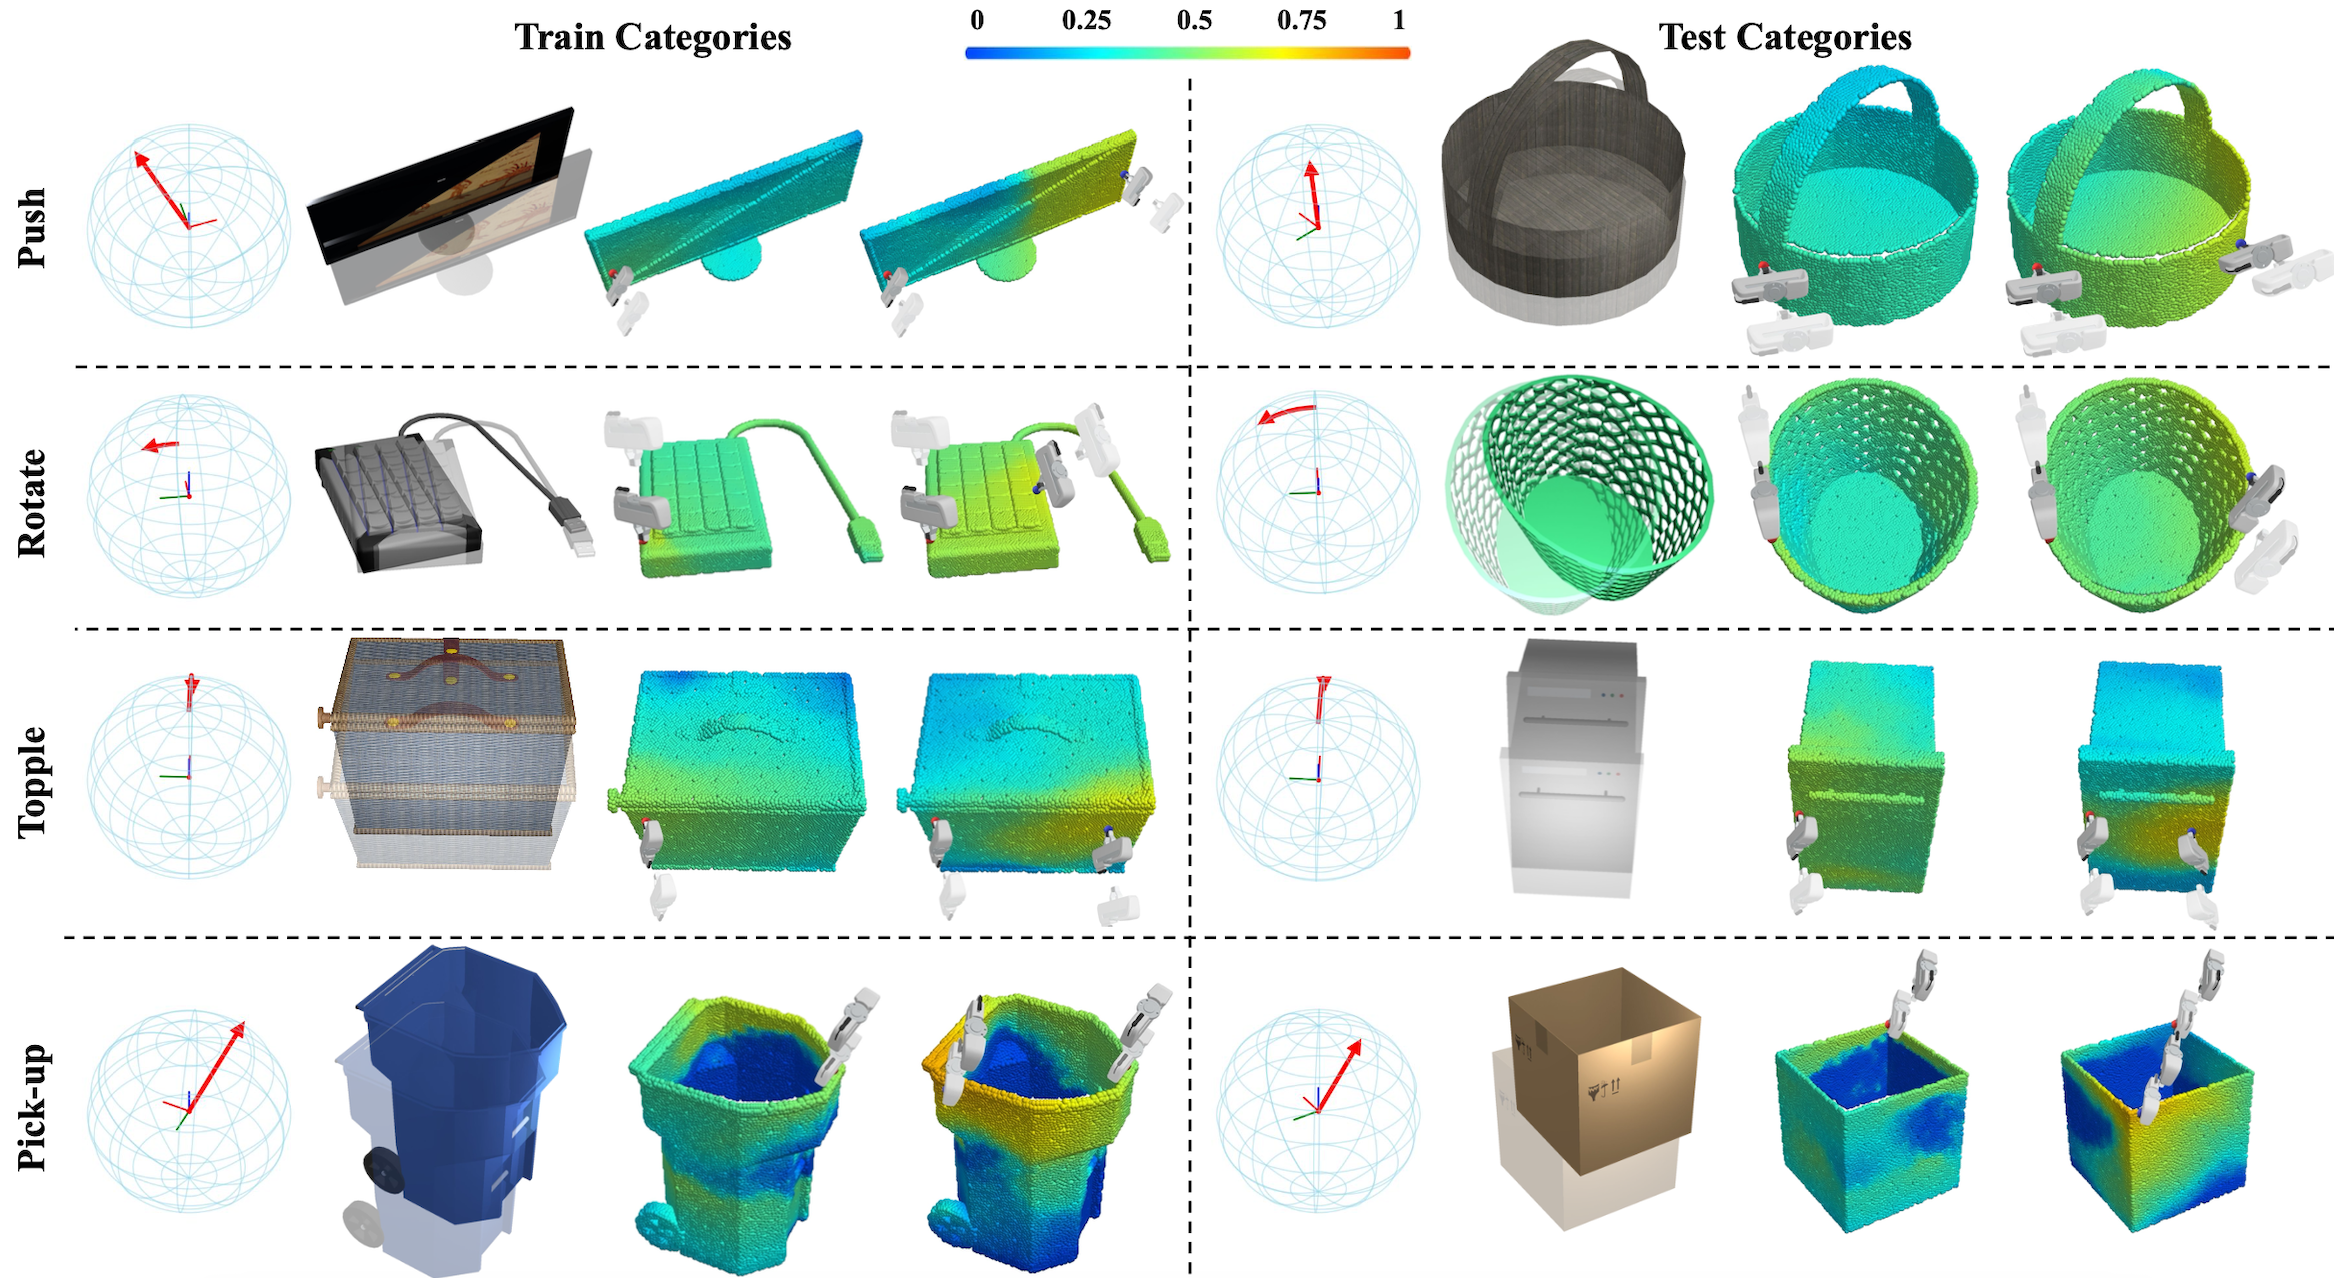 Train Categories
0 0.25 0.5 0.75 1
Test Categories
Push
Rotate
Topple
Pick-up